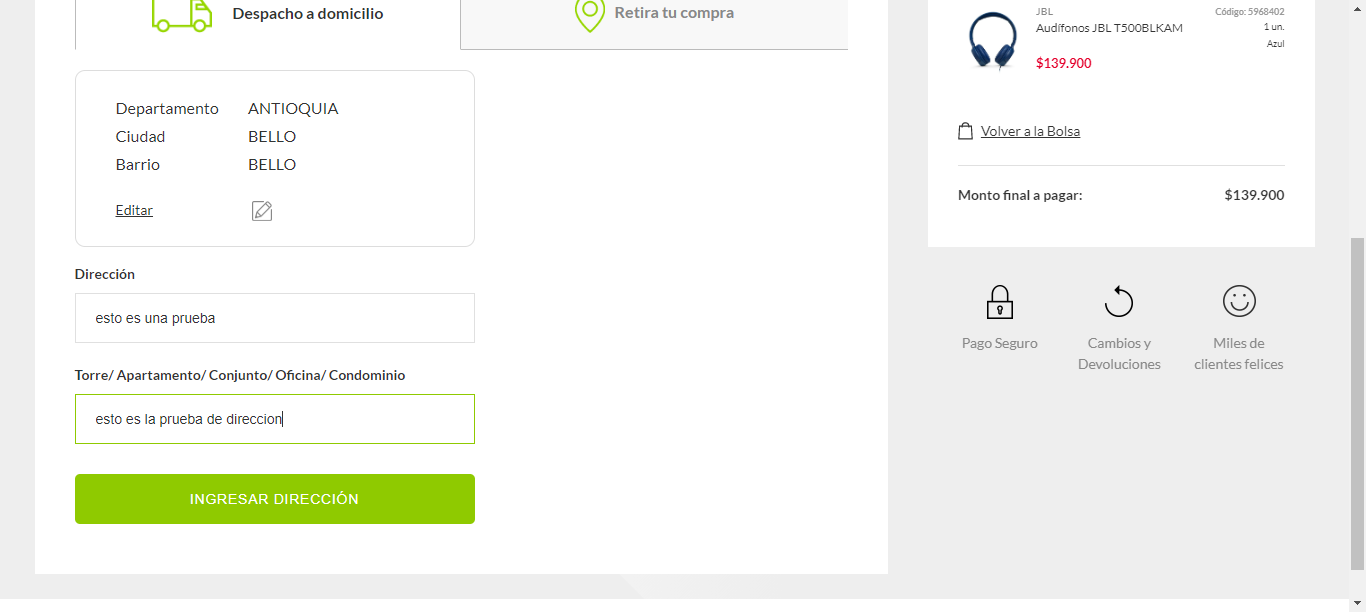 Despacho a domicilio
Retira tu compra
Departamento ANTIOQUIA
Ciudad BELLO
Barrio BELLO
Editar
Dirección
esto es una prueba
Torre/ Apartamento/ Conjunto/ Oficina/ Condominio
esto es la prueba de direccion
INGRESAR DIRECCIÓN
JBL Código: 5968402
Audífonos JBL T500BLKAM 1 un.
Azul
$139.900
Volver a la Bolsa
Monto final a pagar: $139.900
Pago Seguro
Cambios y
Devoluciones
Miles de
clientes felices